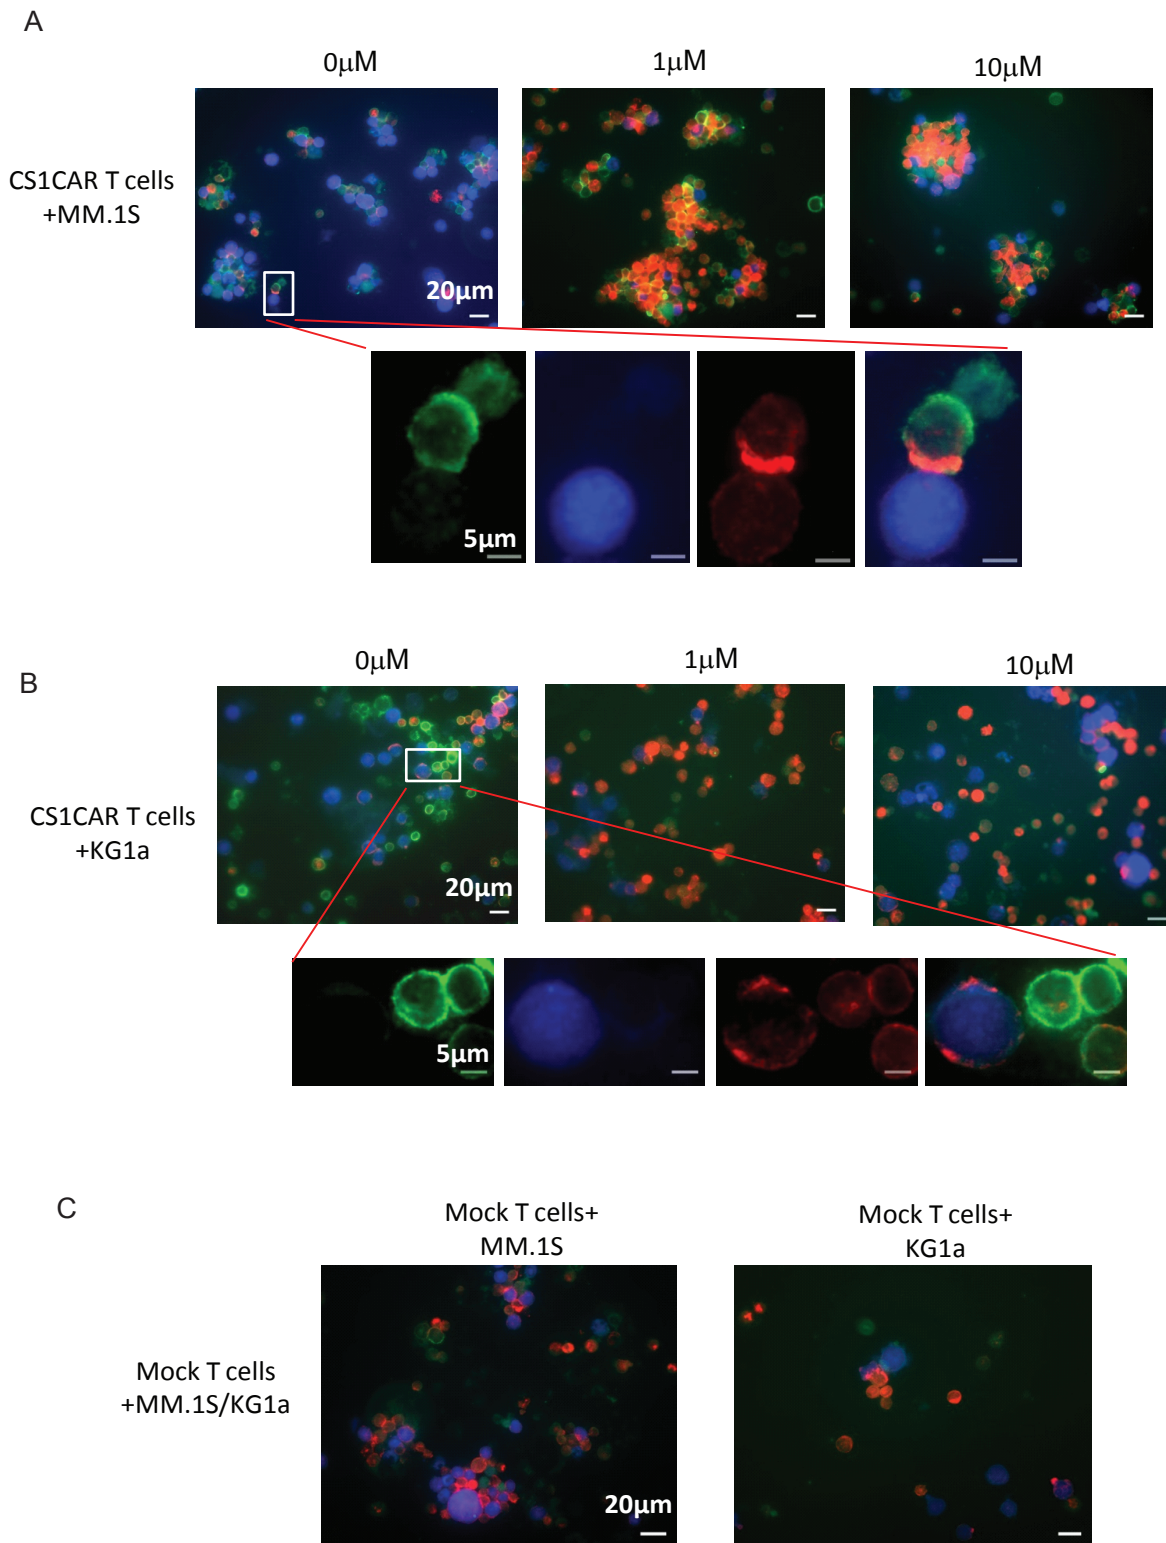 A
0μM
1μM
10μM
CS1CAR T cells
+MM.1S
20μm
5μm
B
0μM
1μM
10μM
CS1CAR T cells
+KG1a
20μm
5μm
C
Mock T cells+
MM.1S
Mock T cells+
KG1a
Mock T cells
+MM.1S/KG1a
20μm